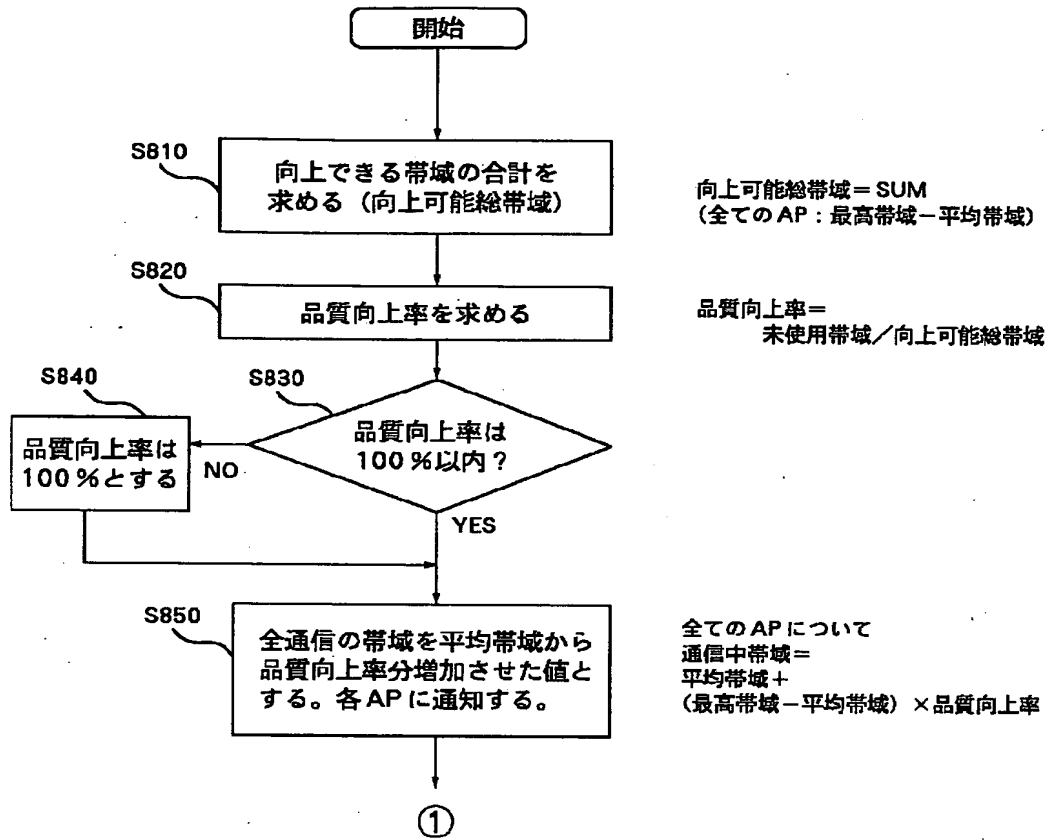 開始
S810
向上できる帯域の合計を
求める（向上可能総帯域）
向上可能総帯域＝SUM
（全てのAP：最高帯域－平均帯域）
S820
品質向上率を求める
品質向上率＝
未使用帯域／向上可能総帯域
S830
品質向上率は
100％以内？
S840
品質向上率は
100％とする
NO
YES
S850
全通信の帯域を平均帯域から
品質向上率分増加させた値と
する。各APに通知する。
全てのAPについて
通信中帯域＝
平均帯域＋
（最高帯域－平均帯域）×品質向上率
①